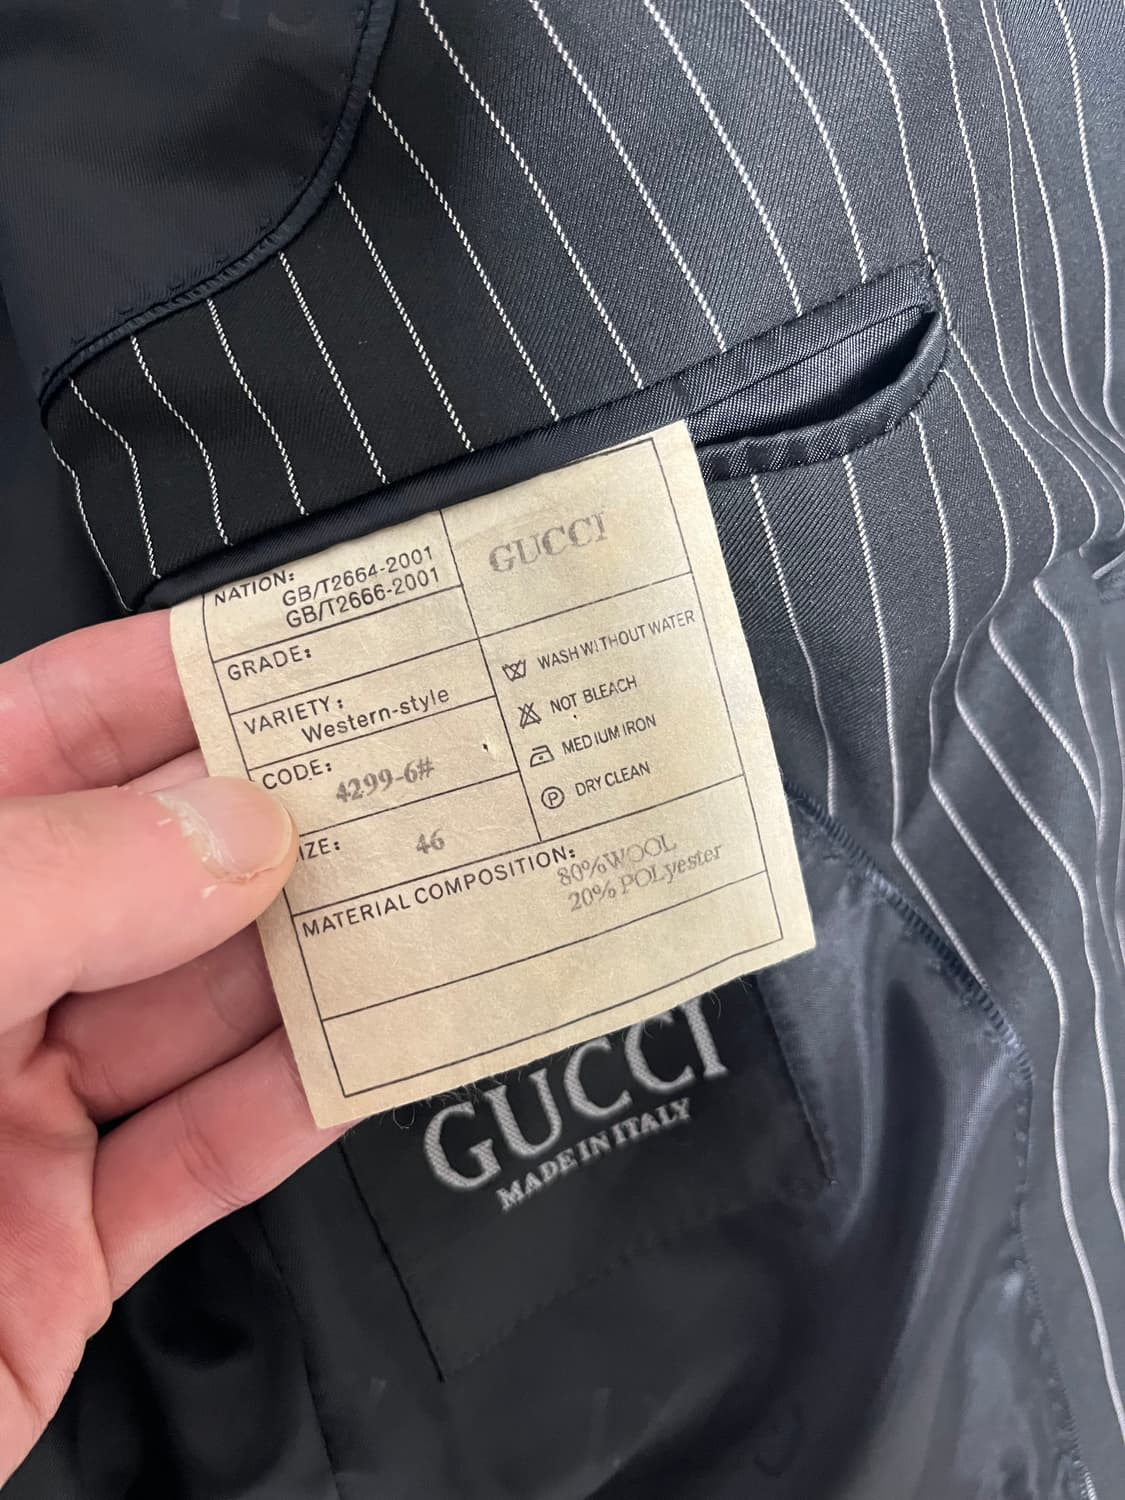 NATION:
GB/T2664-2001
GB/T2666-2001
GUCCI
GRADE:
VARIETY:
Western-style
CODE: 4299-6#
IZE: 46
WASH WITHOUT WATER
NOT BLEACH
MEDIUM IRON
P DRY CLEAN
MATERIAL COMPOSITION:
80%WOOL
20% POLyester
GUCCI
MADE IN ITALY